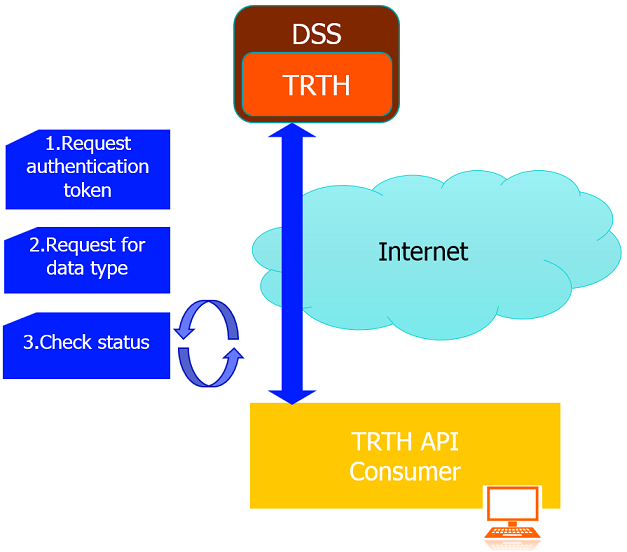 DSS
TRTH
1.Request
authentication
token
2.Request for
data type
3.Check status
Internet
TRTH API
Consumer